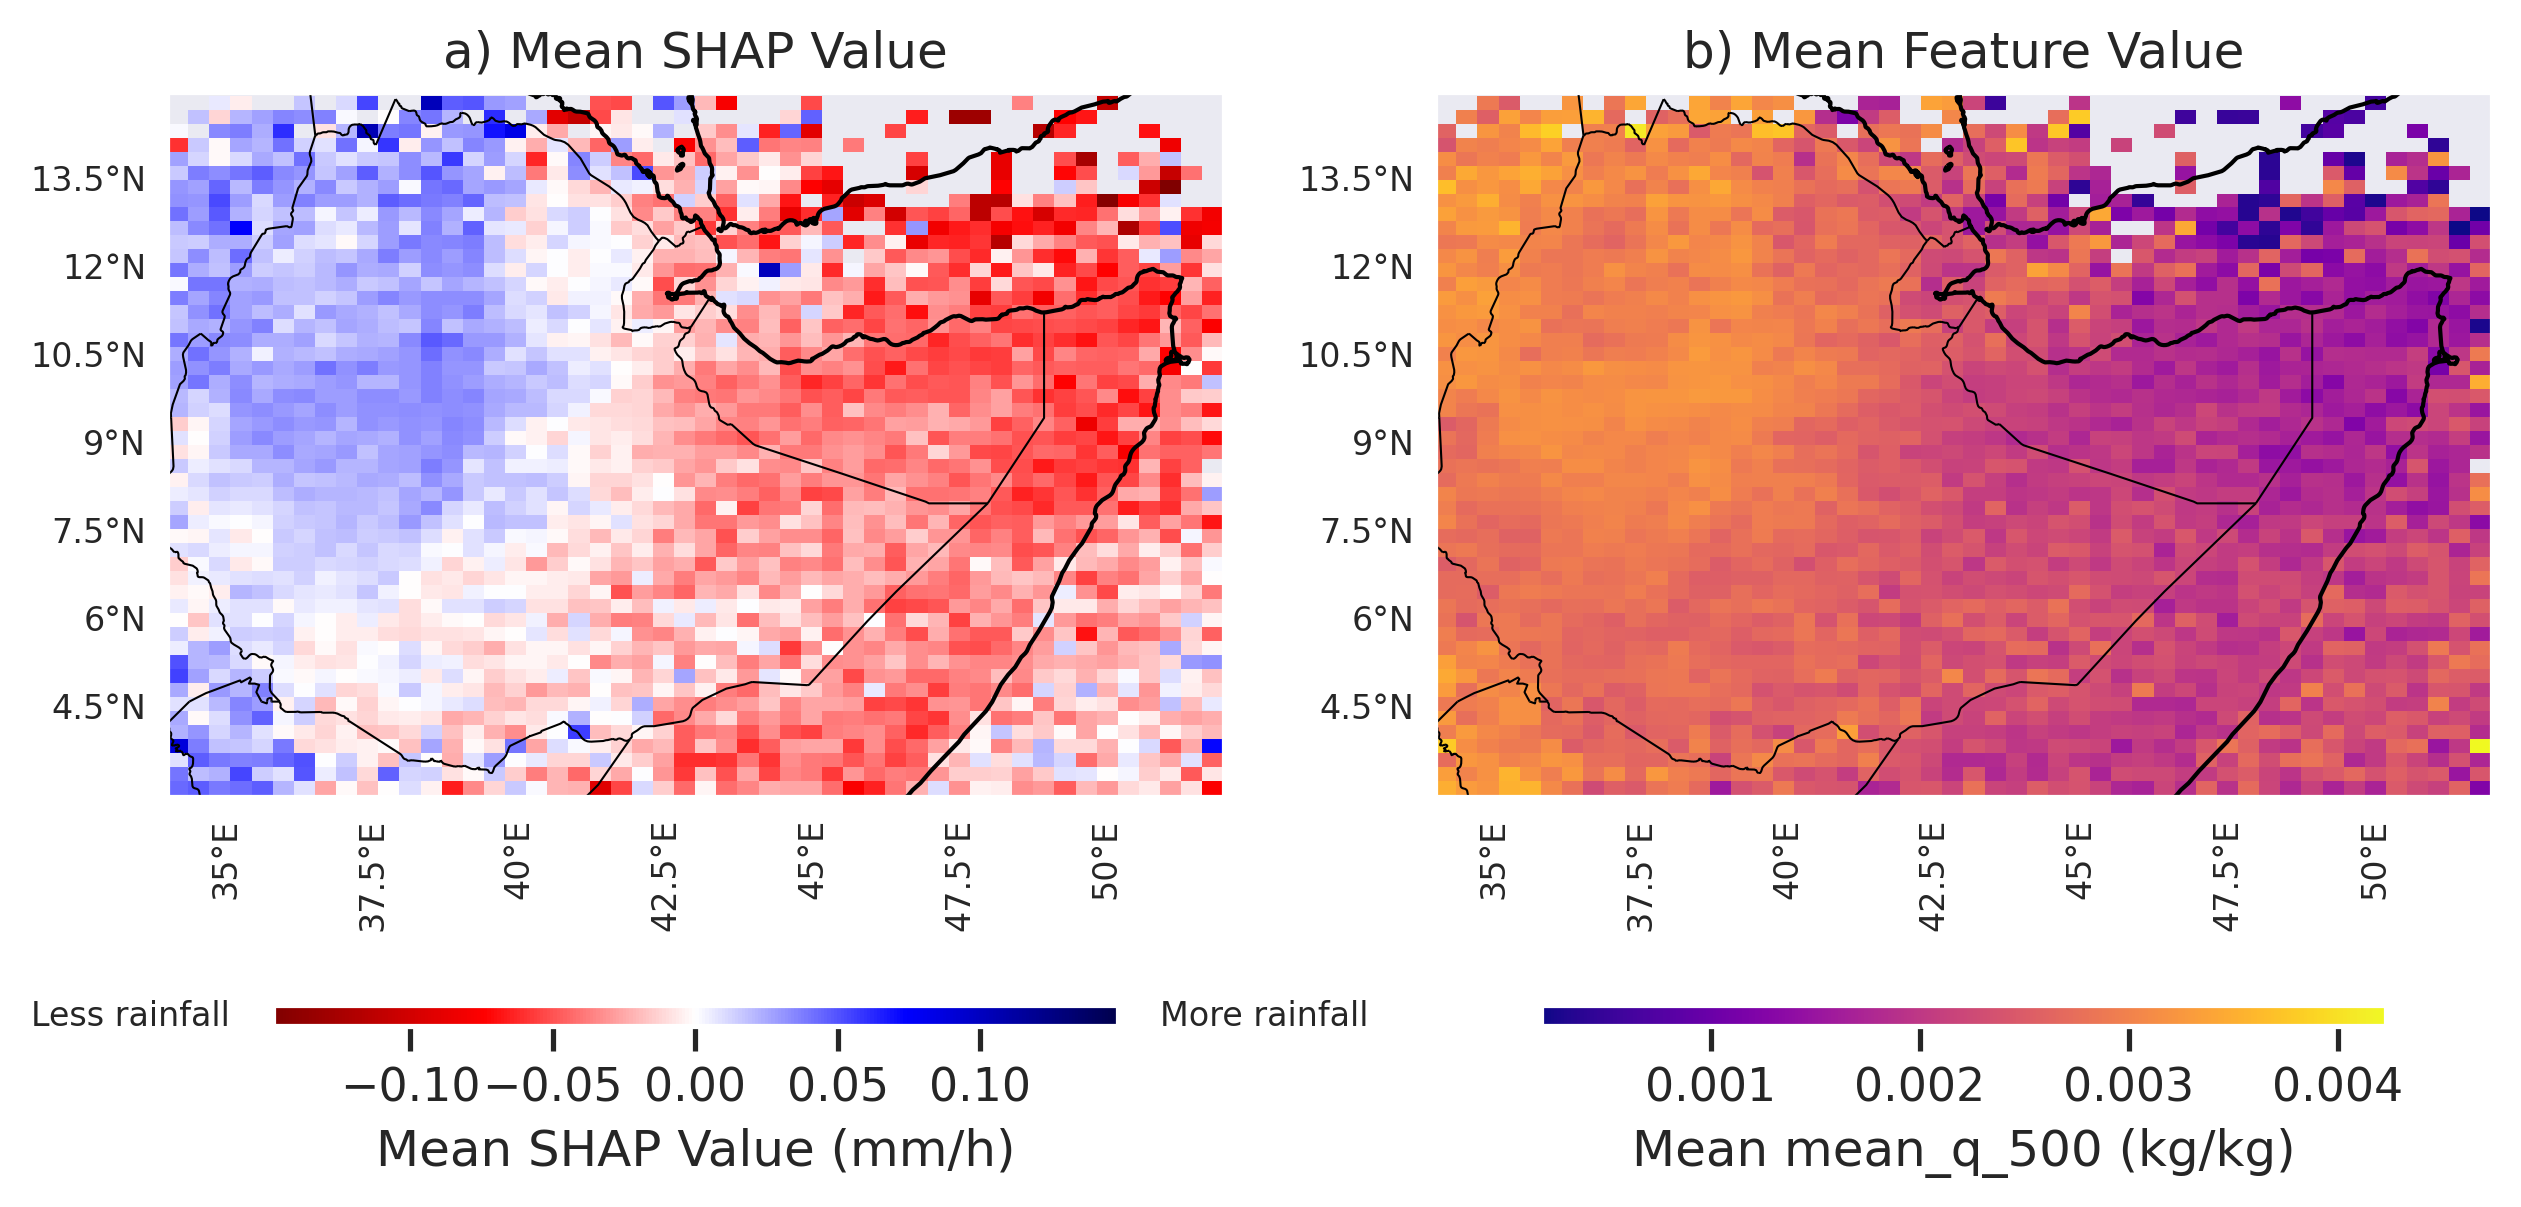 a) Mean SHAP Value
b) Mean Feature Value
13.5°N
12°N
10.5°N
9°N
7.5°N
6°N
4.5°N
35°E
37.5°E
40°E
42.5°E
45°E
47.5°E
50°E
13.5°N
12°N
10.5°N
9°N
7.5°N
6°N
4.5°N
35°E
37.5°E
40°E
42.5°E
45°E
47.5°E
50°E
Less rainfall
More rainfall
−0.10 −0.05 0.00 0.05 0.10
Mean SHAP Value (mm/h)
0.001 0.002 0.003 0.004
Mean mean_q_500 (kg/kg)